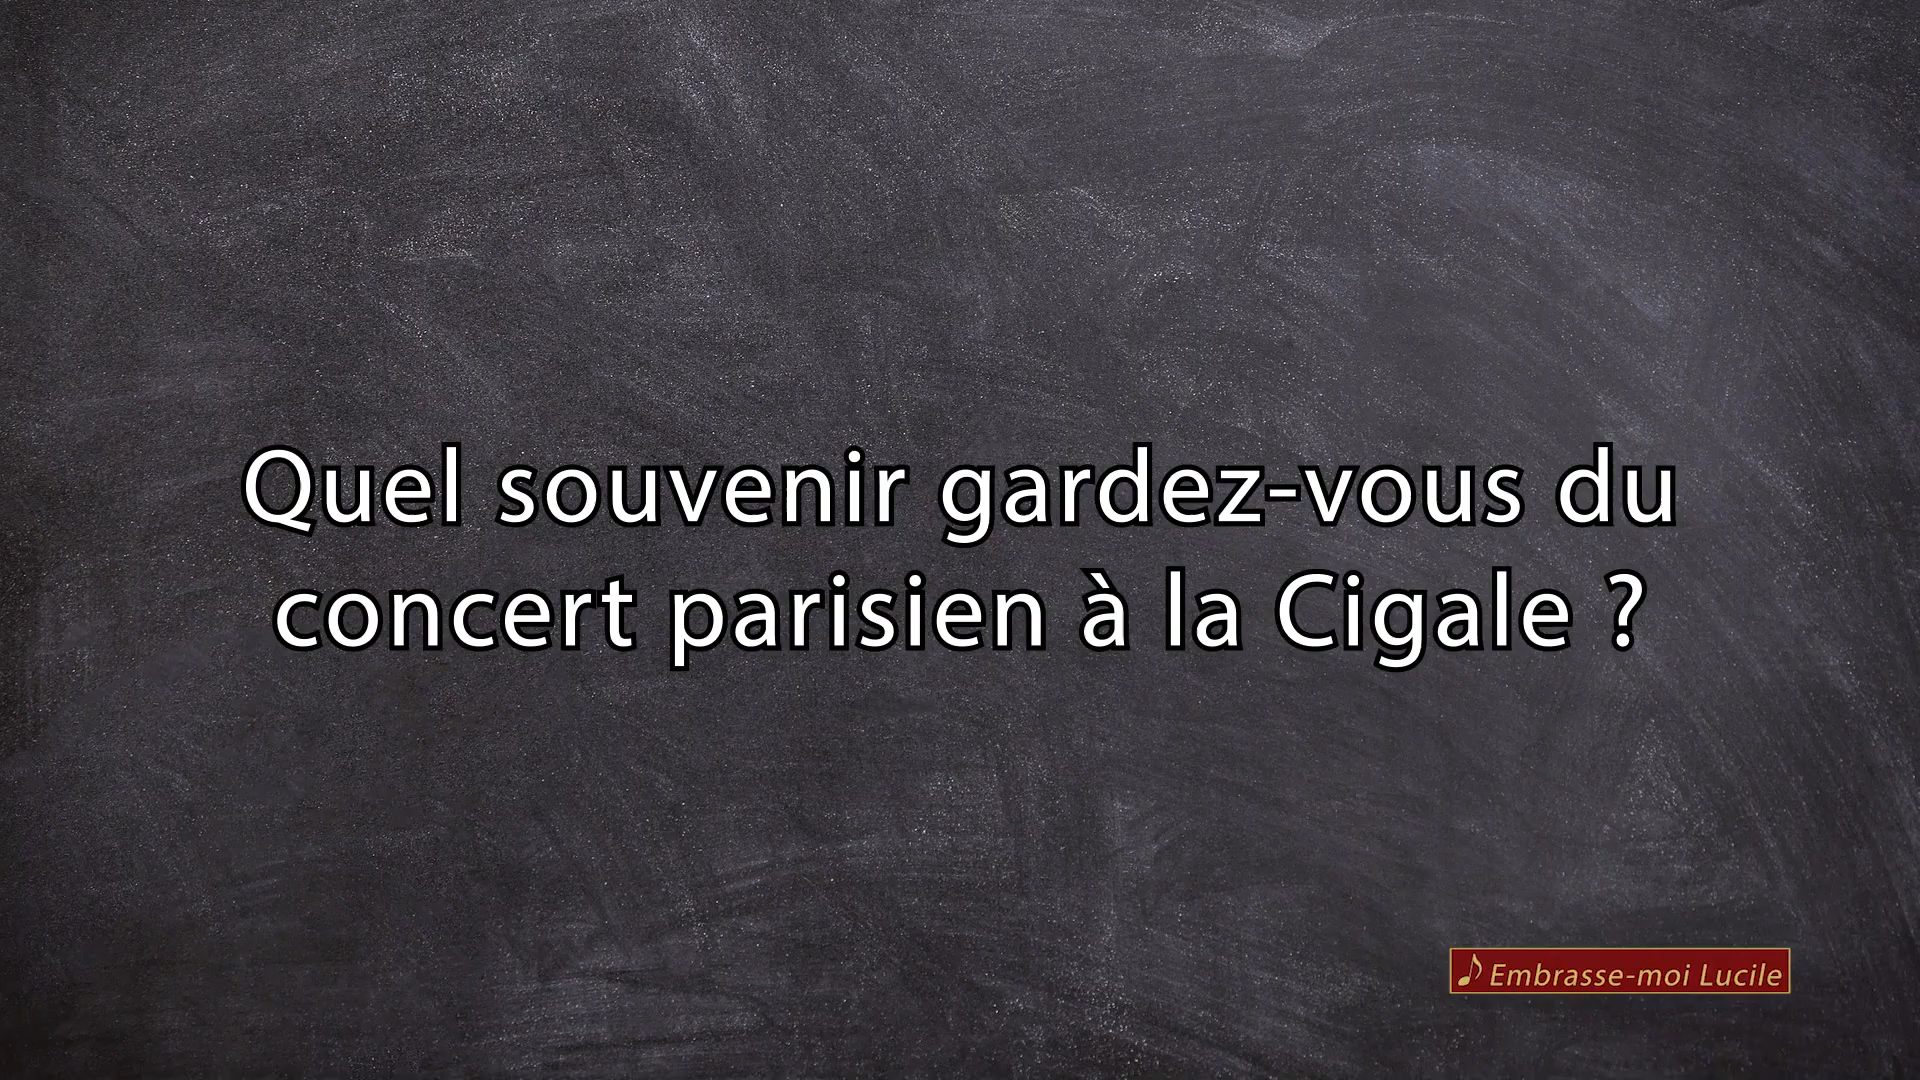 Quel souvenir gardez-vous du
concert parisien à la Cigale ?
♪ Embrasse-moi Lucile